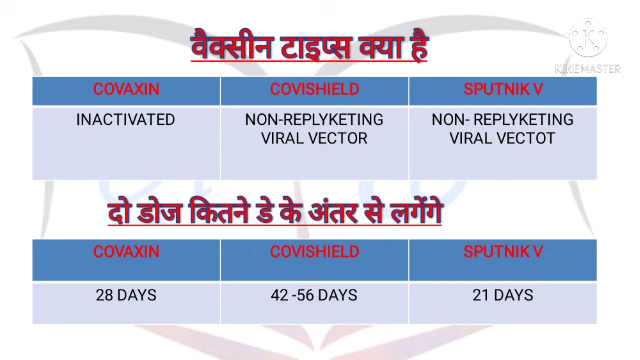 वैक्सीन टाइप्स क्या है
KINEMASTER
COVAXIN COVISHIELD SPUTNIK V
INACTIVATED NON-REPLYKETING NON- REPLYKETING
VIRAL VECTOR VIRAL VECTOT
दो डोज कितने डे के अंतर से लगेंगे
COVAXIN COVISHIELD SPUTNIK V
28 DAYS 42 -56 DAYS 21 DAYS